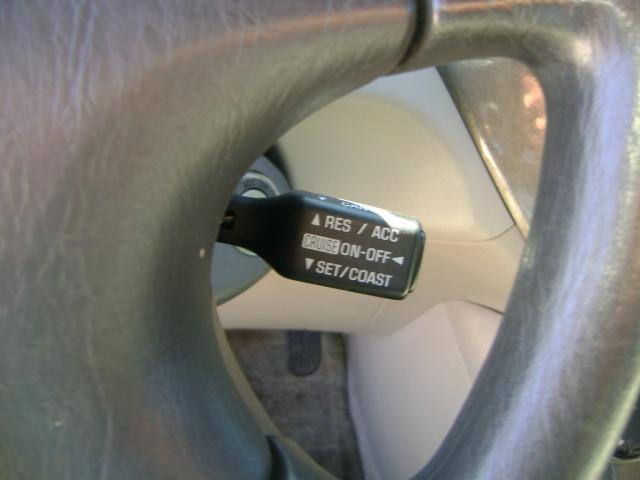 ▲ RES / ACC
CRUISE ON-OFF ◄
▼ SET/COAST